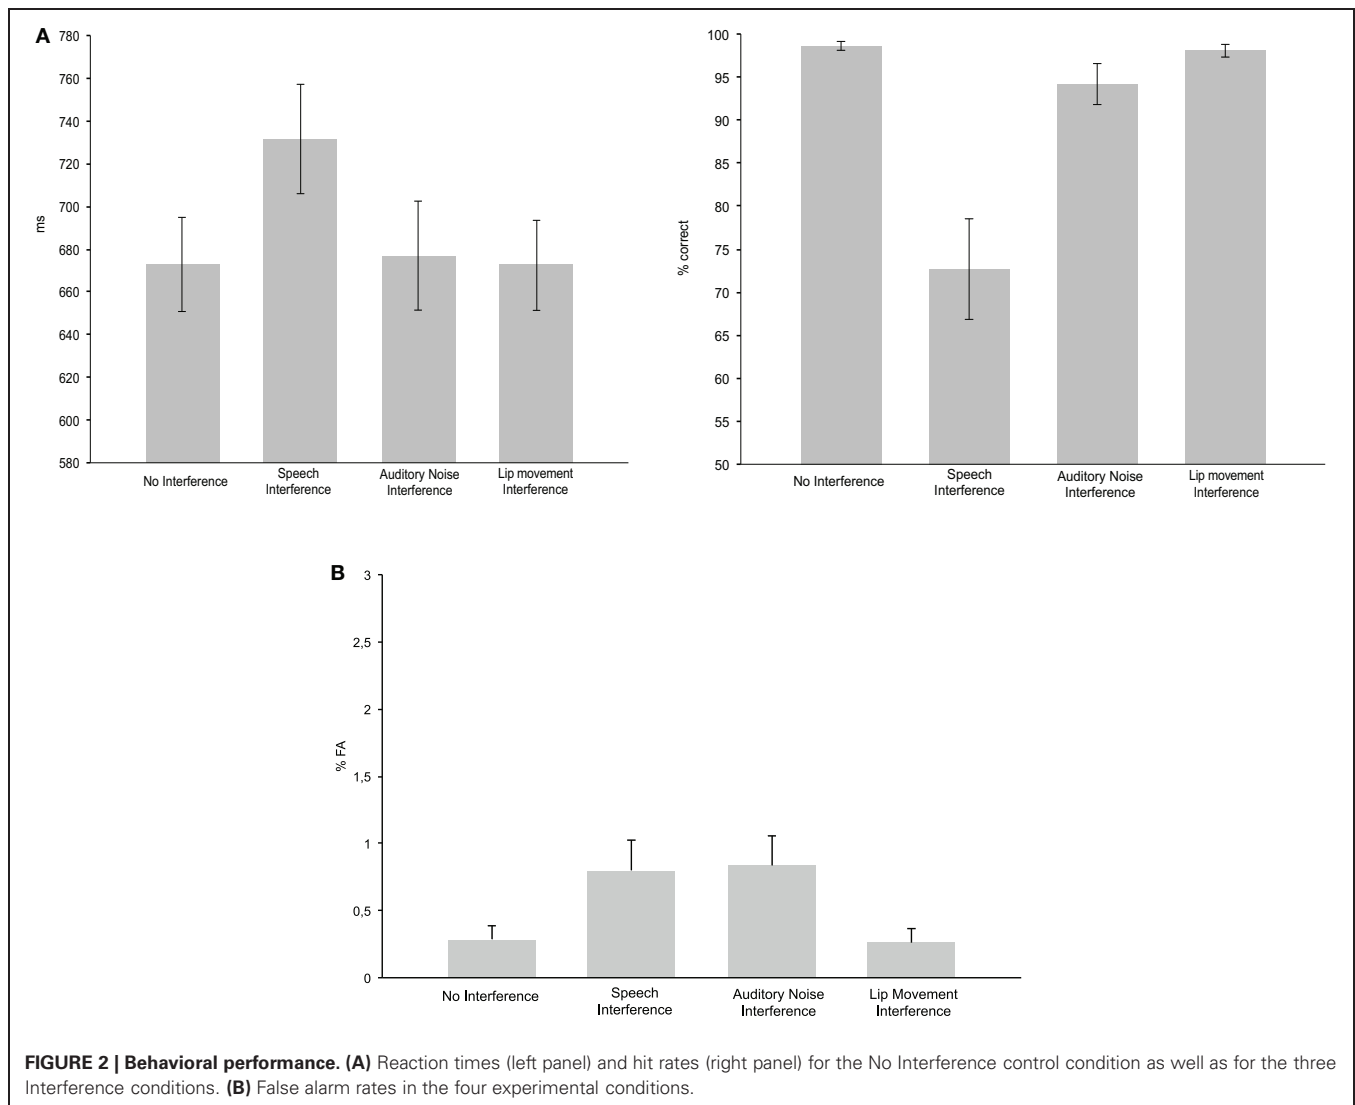 A
780
760
740
720
700
680
660
640
620
600
580
ms
No Interference
Speech
Interference
Auditory Noise
Interference
Lip movement
Interference
100
95
90
85
80
75
70
65
60
55
50
% correct
No Interference
Speech
Interference
Auditory Noise
Interference
Lip movement
Interference
B
3
2,5
2
1,5
1
0,5
0
% FA
No Interference
Speech
Interference
Auditory Noise
Interference
Lip Movement
Interference
FIGURE 2 | Behavioral performance. (A) Reaction times (left panel) and hit rates (right panel) for the No Interference control condition as well as for the three
Interference conditions. (B) False alarm rates in the four experimental conditions.